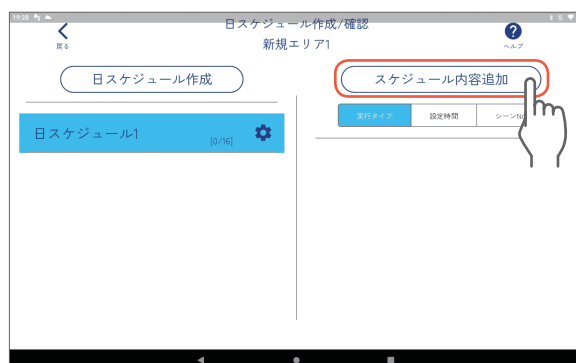 19:28
日スケジュール作成/確認
戻る
新規エリア1
ヘルプ
日スケジュール作成
スケジュール内容追加
実行タイプ
設定時間
シーンNo
日スケジュール1
[0/16]